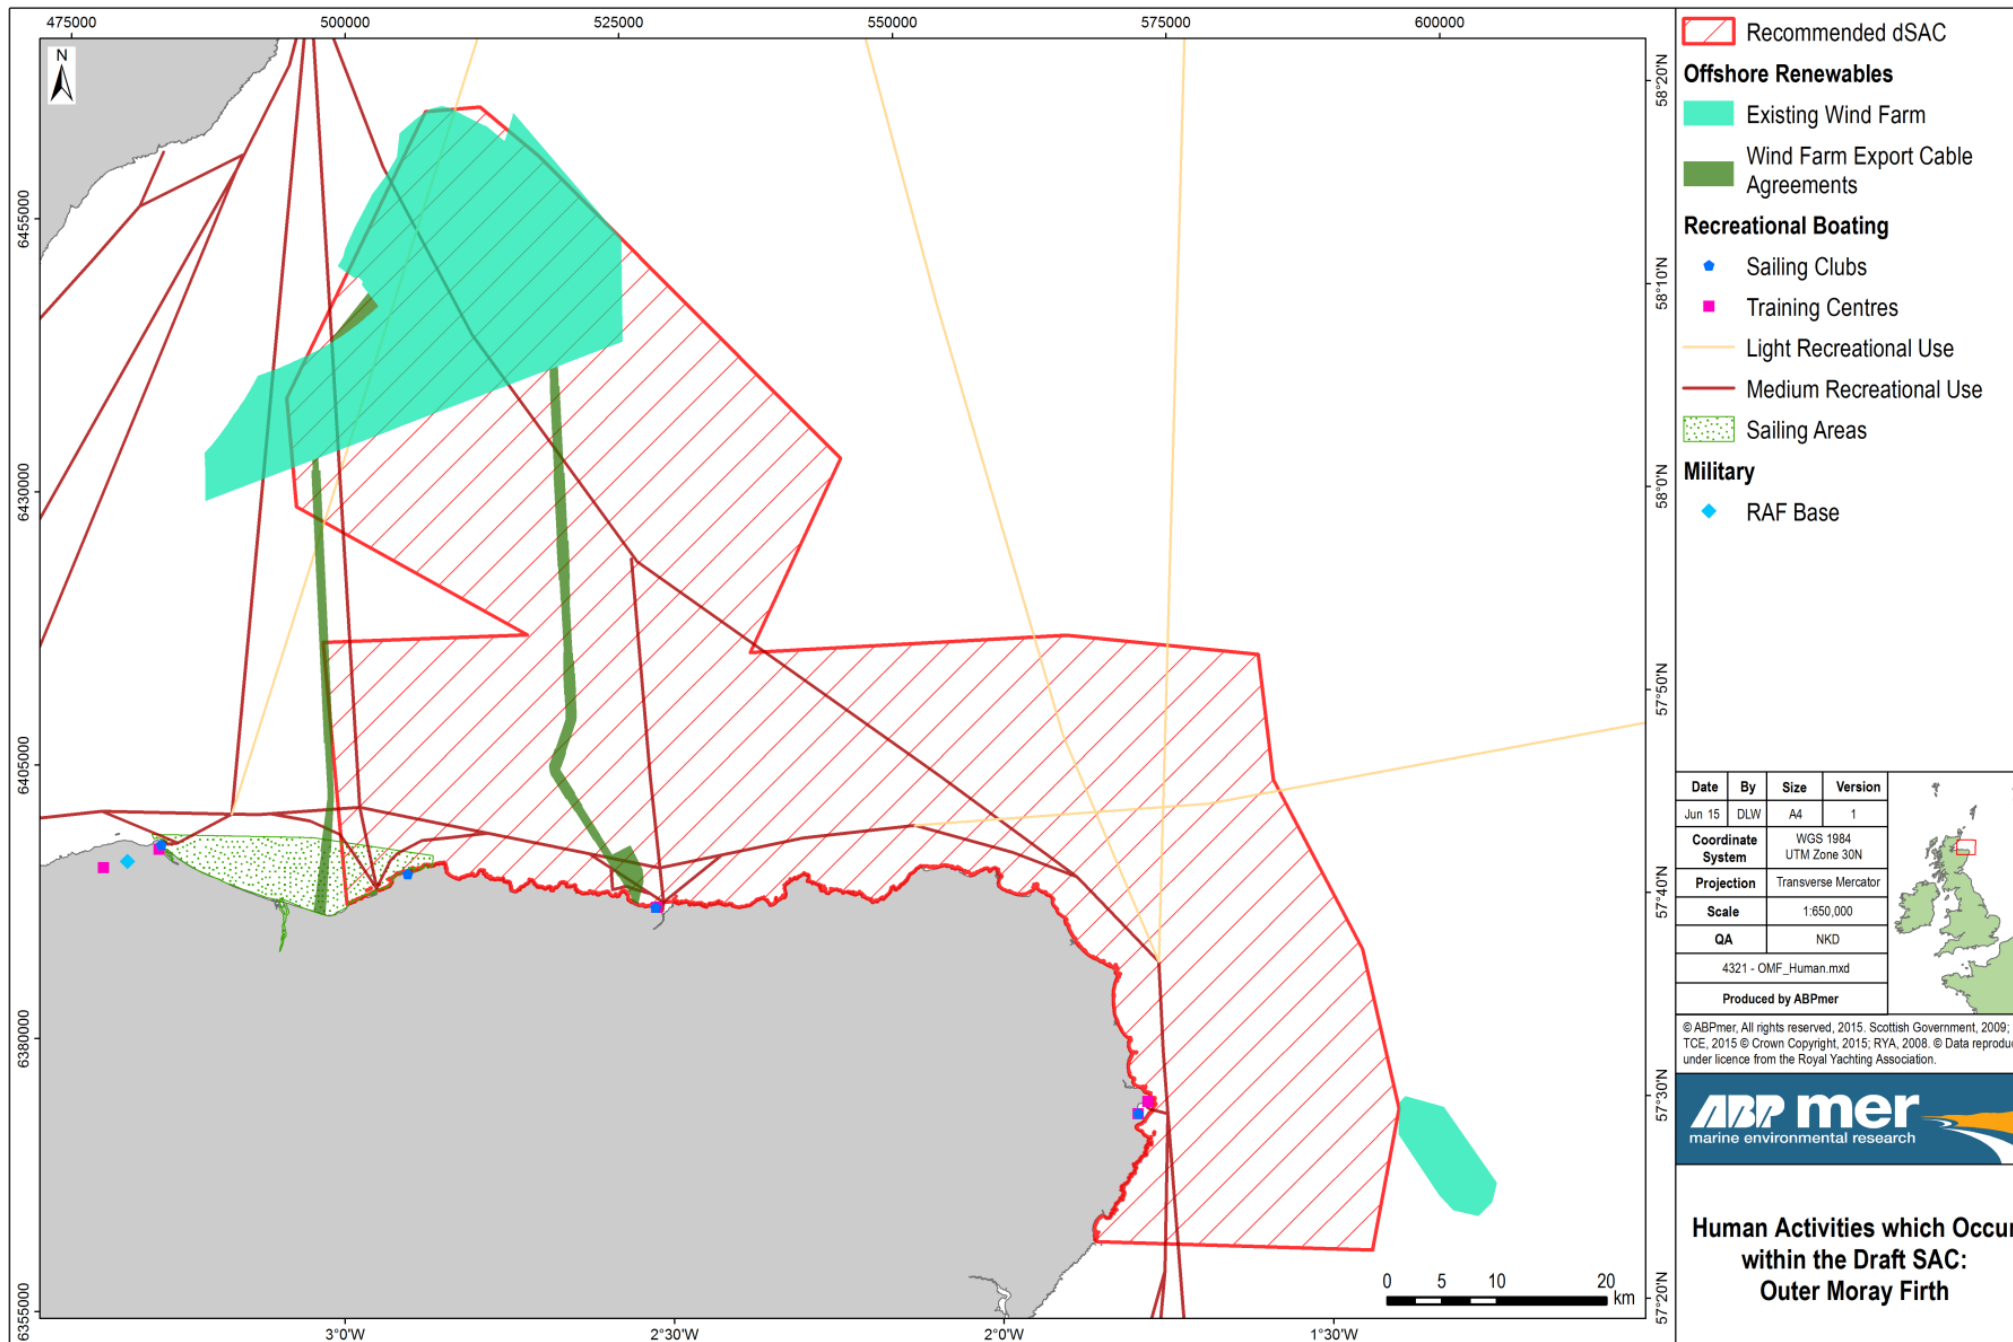 475000 500000 525000 550000 575000 600000
N
6455000
6430000
6405000
6380000
6355000
58°20'N
58°10'N
58°0'N
57°50'N
57°40'N
57°30'N
57°20'N
3°0'W 2°30'W 2°0'W 1°30'W
0 5 10 20
km
Recommended dSAC
Offshore Renewables
Existing Wind Farm
Wind Farm Export Cable
Agreements
Recreational Boating
Sailing Clubs
Training Centres
Light Recreational Use
Medium Recreational Use
Sailing Areas
Military
RAF Base
Date By Size Version
Jun 15 DLW A4 1
Coordinate System WGS 1984 UTM Zone 30N
Projection Transverse Mercator
Scale 1:650,000
QA NKD
4321 - OMF_Human.mxd
Produced by ABPmer
© ABPmer, All rights reserved, 2015. Scottish Government, 2009;
TCE, 2015 © Crown Copyright, 2015; RYA, 2008. © Data reproduc
under licence from the Royal Yachting Association.
ABP mer
marine environmental research
Human Activities which Occur
within the Draft SAC:
Outer Moray Firth